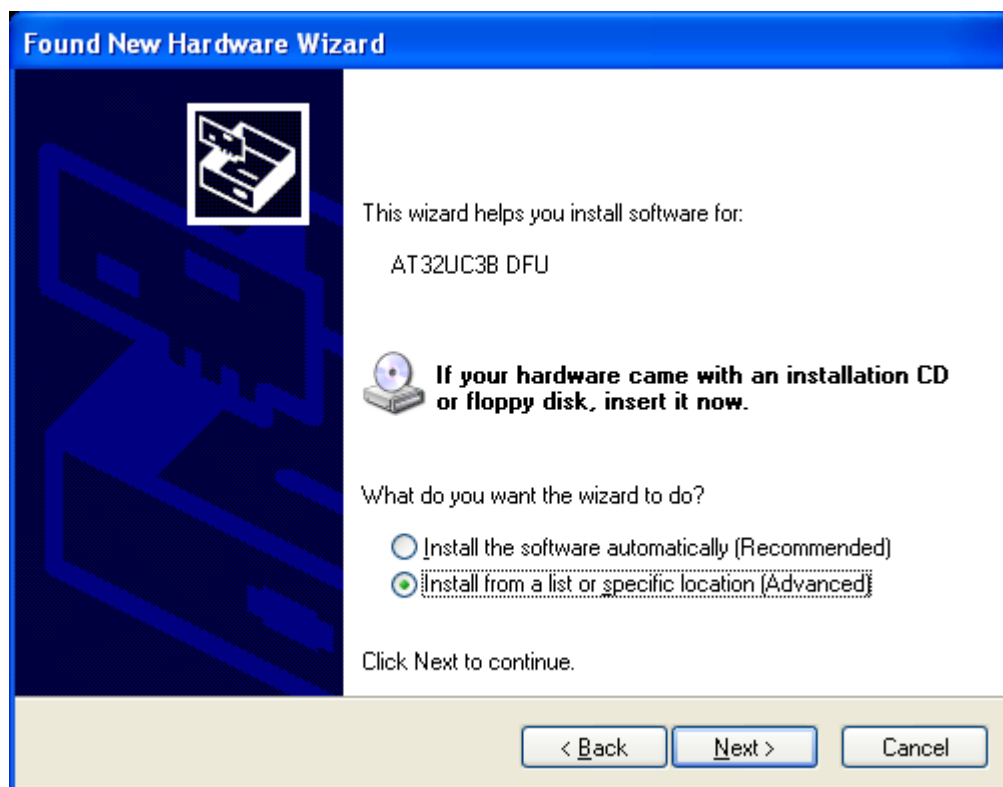 Found New Hardware Wizard
This wizard helps you install software for:
AT32UC3B DFU
If your hardware came with an installation CD
or floppy disk, insert it now.
What do you want the wizard to do?
Install the software automatically (Recommended)
Install from a list or specific location (Advanced)
Click Next to continue.
< Back
Next >
Cancel